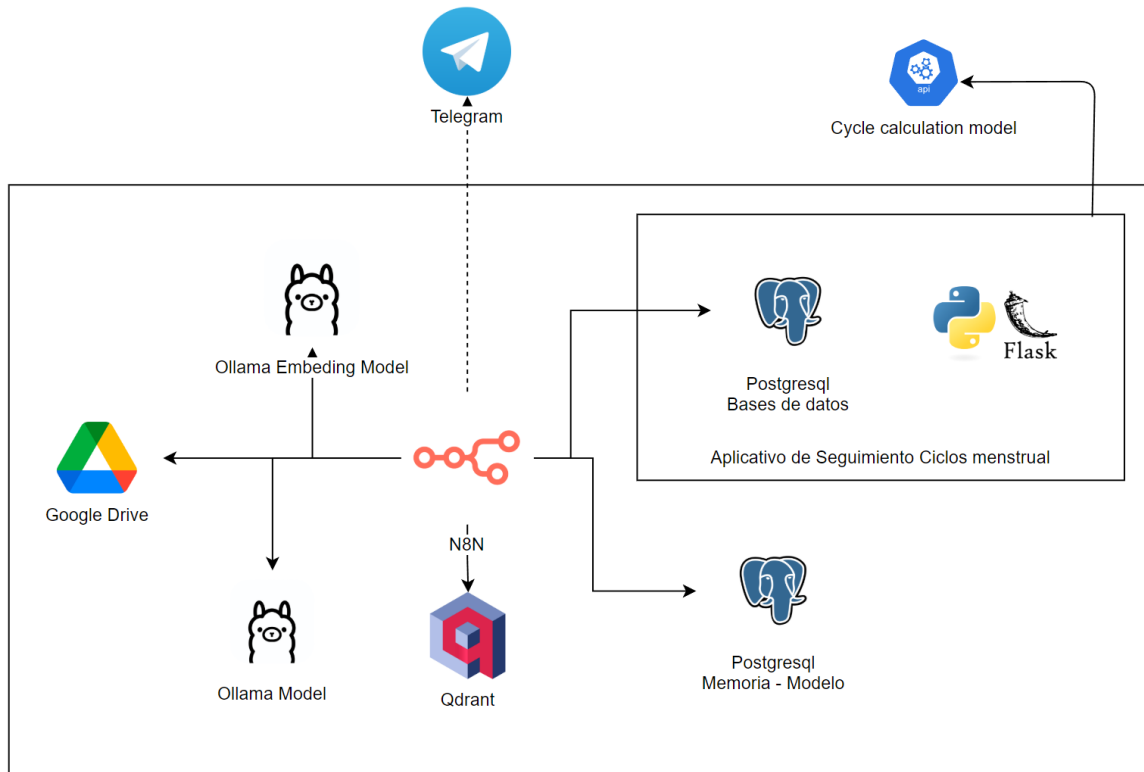 Telegram
api
Cycle calculation model
Ollama Embeding Model
Flask
Postgresql
Bases de datos
Aplicativo de Seguimiento Ciclos menstrual
Google Drive
N8N
Postgresql
Memoria - Modelo
Ollama Model
Qdrant